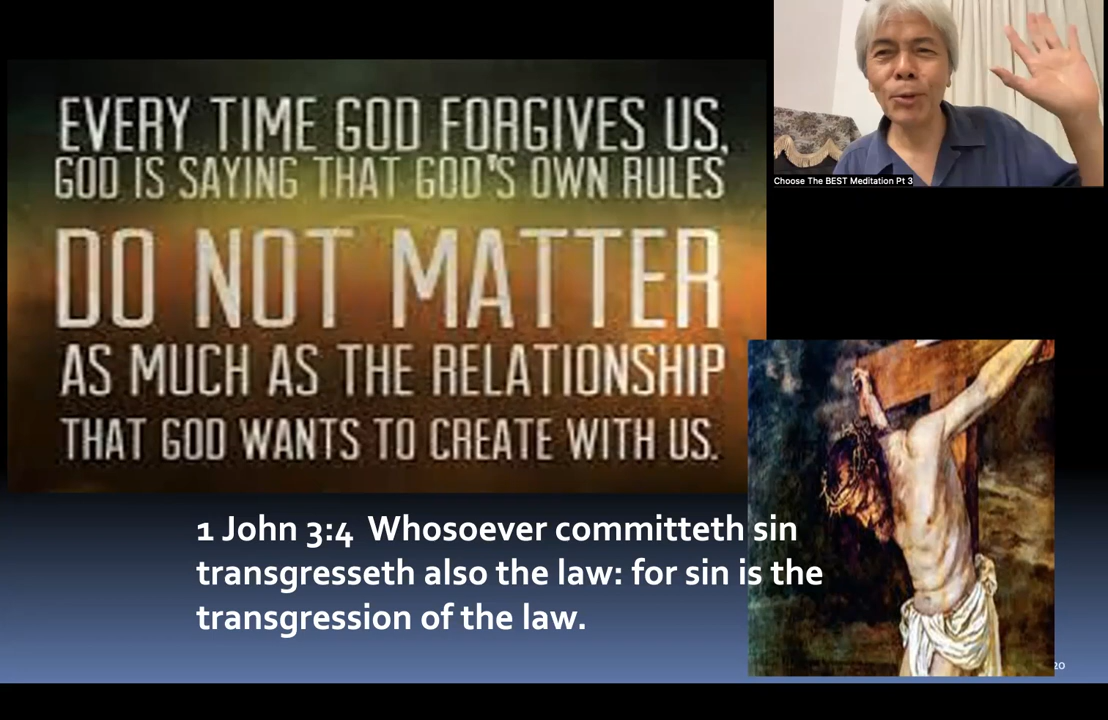 EVERY TIME GOD FORGIVES US,
GOD IS SAYING THAT GOD'S OWN RULES
DO NOT MATTER
AS MUCH AS THE RELATIONSHIP
THAT GOD WANTS TO CREATE WITH US.
Choose The BEST Meditation Pt 3
1 John 3:4 Whosoever committeth sin
transgresseth also the law: for sin is the
transgression of the law.
20